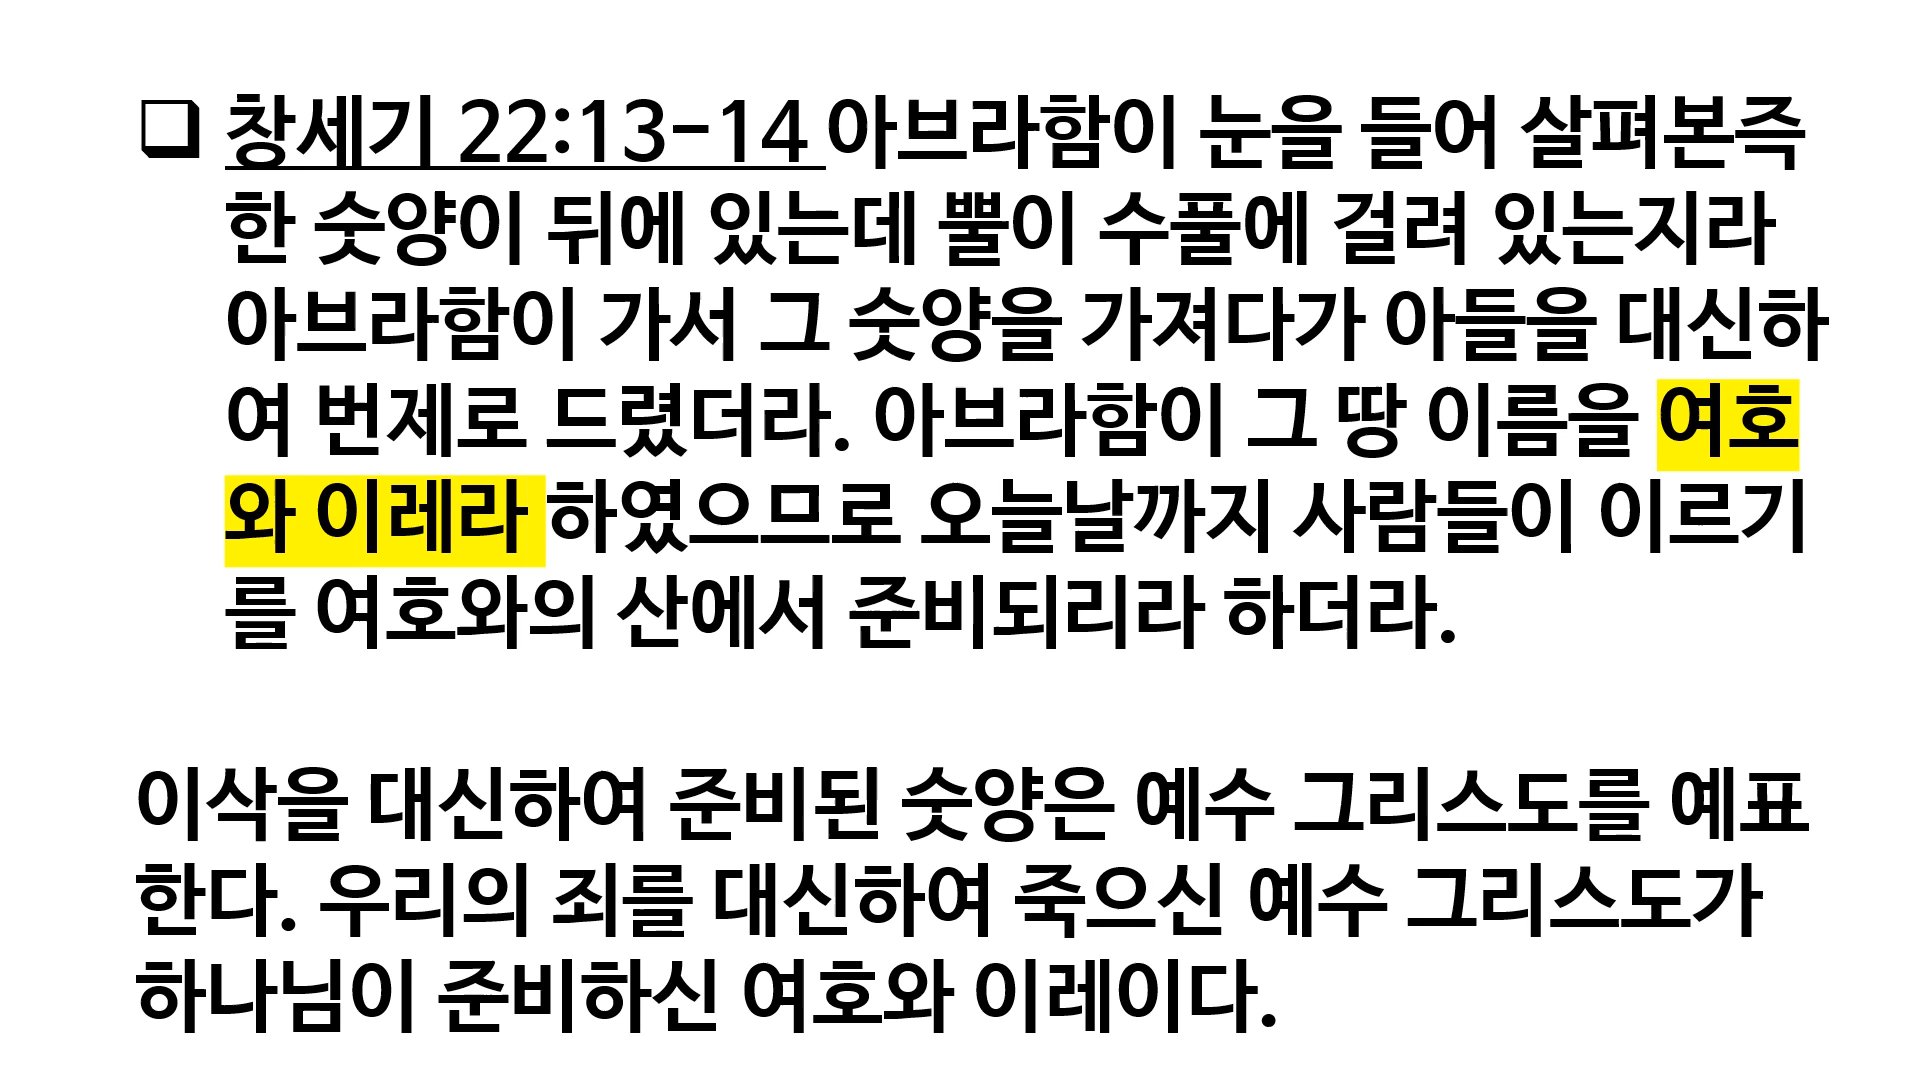 ❑ 창세기 22:13-14 아브라함이 눈을 들어 살펴본즉
한 숫양이 뒤에 있는데 뿔이 수풀에 걸려 있는지라
아브라함이 가서 그 숫양을 가져다가 아들을 대신하
여 번제로 드렸더라. 아브라함이 그 땅 이름을 여호
와 이레라 하였으므로 오늘날까지 사람들이 이르기
를 여호와의 산에서 준비되리라 하더라.
이삭을 대신하여 준비된 숫양은 예수 그리스도를 예표
한다. 우리의 죄를 대신하여 죽으신 예수 그리스도가
하나님이 준비하신 여호와 이레이다.